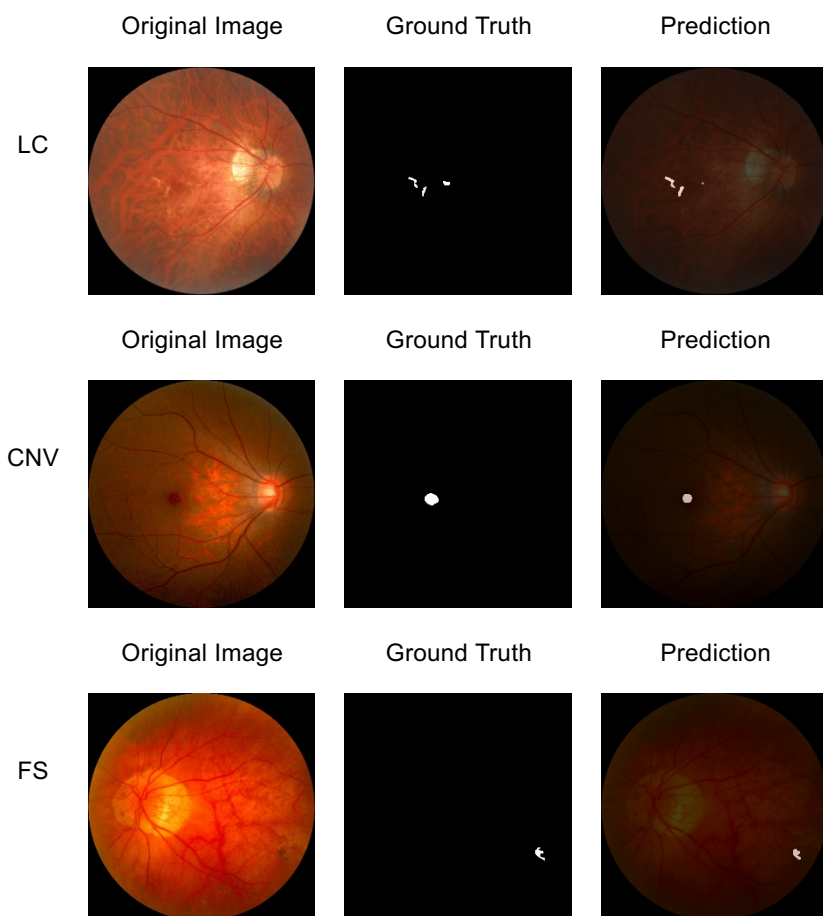 Original Image Ground Truth Prediction
LC
Original Image Ground Truth Prediction
CNV
Original Image Ground Truth Prediction
FS